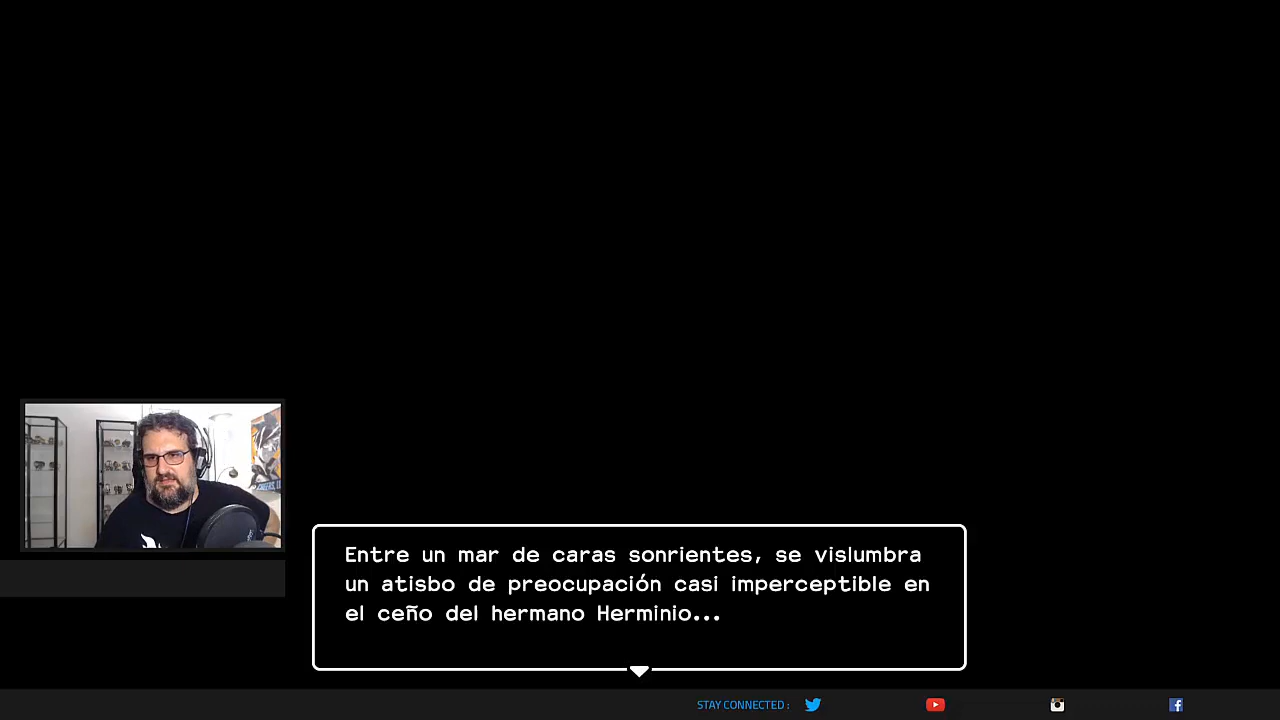 Entre un mar de caras sonrientes, se vislumbra
un atisbo de preocupación casi imperceptible en
el ceño del hermano Herminio...
STAY CONNECTED :